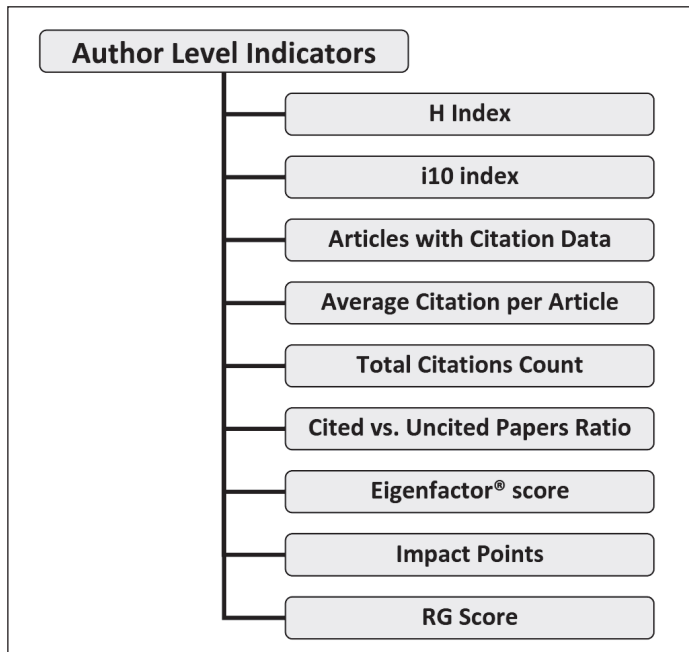 Author Level Indicators
H Index
i10 index
Articles with Citation Data
Average Citation per Article
Total Citations Count
Cited vs. Uncited Papers Ratio
Eigenfactor® score
Impact Points
RG Score